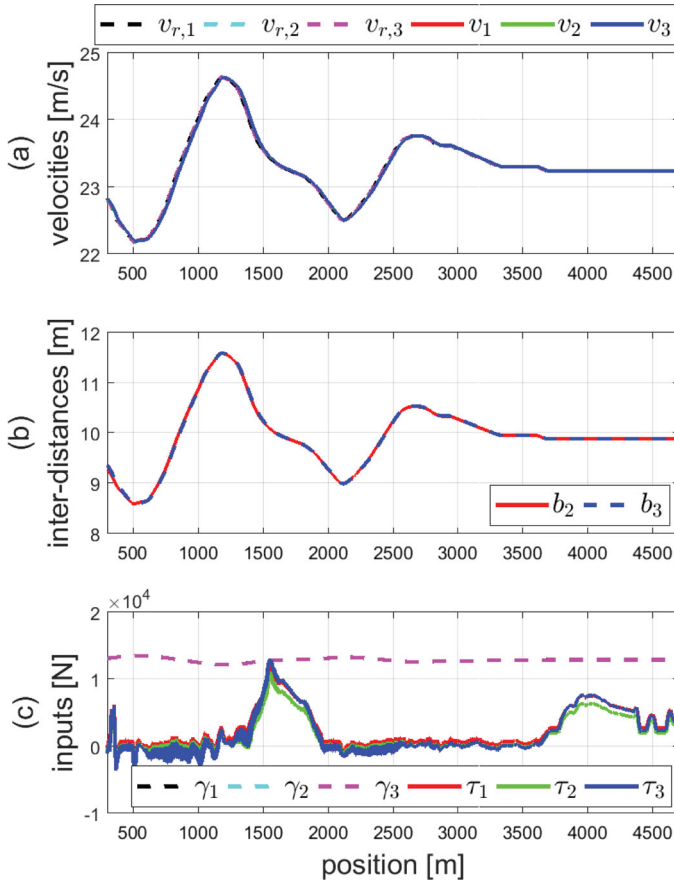 v_{r,1} v_{r,2} v_{r,3} v_1 v_2 v_3
25
24
23
22
(a)
velocities [m/s]
500 1000 1500 2000 2500 3000 3500 4000 4500
12
11
10
9
8
(b)
inter-distances [m]
b_2 b_3
500 1000 1500 2000 2500 3000 3500 4000 4500
×10^4
2
1
0
-1
(c)
inputs [N]
γ_1 γ_2 γ_3 τ_1 τ_2 τ_3
500 1000 1500 2000 2500 3000 3500 4000 4500
position [m]